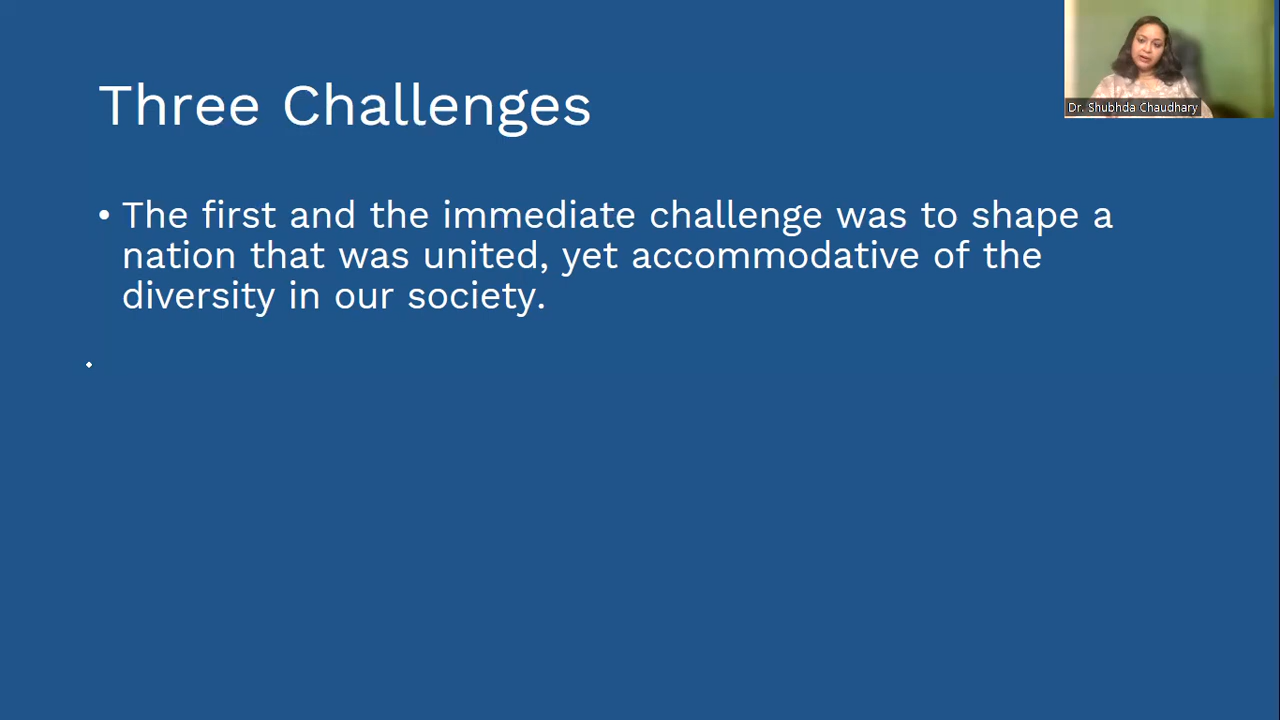 Three Challenges
Dr. Shubhda Chaudhary
• The first and the immediate challenge was to shape a
nation that was united, yet accommodative of the
diversity in our society.